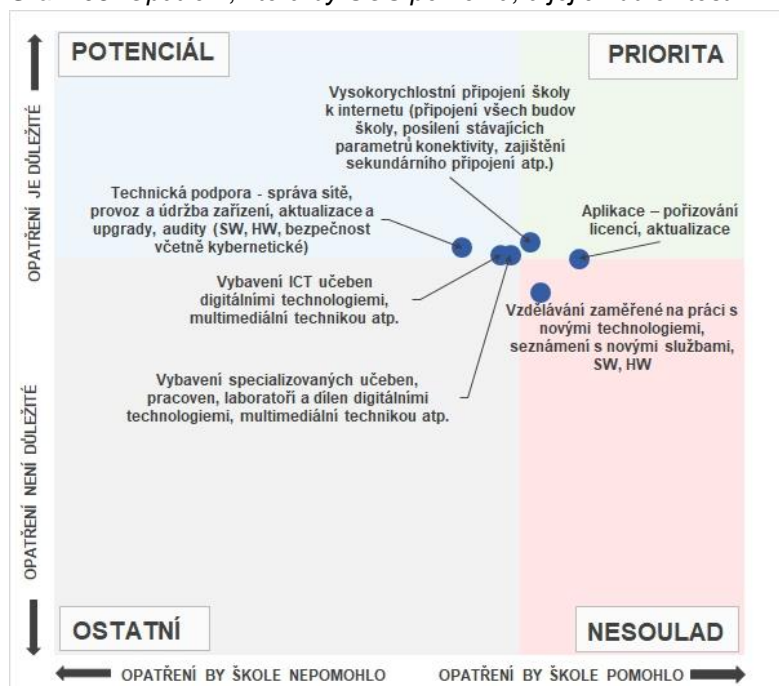 POTENCIÁL
PRIORITA
Vysokorychlostní připojení školy
k internetu (připojení všech budov
školy, posílení stávajících
parametrů konektivity, zajištění
sekundárního připojení atp.)
Technická podpora - správa sítě,
provoz a údržba zařízení, aktualizace a
upgrady, audity (SW, HW, bezpečnost
včetně kybernetické)
Aplikace – pořizování
licencí, aktualizace
Vybavení ICT učeben
digitálními technologiemi,
multimediální technikou atp.
Vzdělávání zaměřené na práci s
novými technologiemi,
seznámení s novými službami,
SW, HW
Vybavení specializovaných učeben,
pracoven, laboratoří a dílen digitálními
technologiemi, multimediální technikou atp.
OPATŘENÍ JE DŮLEŽITÉ
OPATŘENÍ NENÍ DŮLEŽITÉ
OSTATNÍ
NESOULAD
OPATŘENÍ BY ŠKOLE NEPOMOHLO
OPATŘENÍ BY ŠKOLE POMOHLO